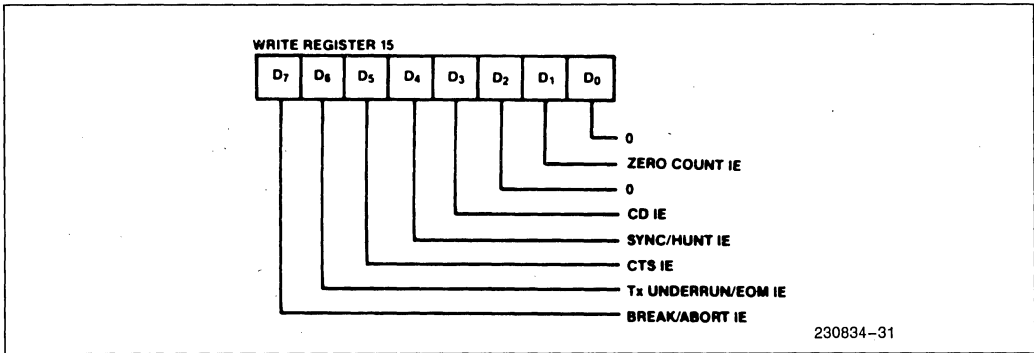 WRITE REGISTER 15
D7 D6 D5 D4 D3 D2 D1 D0
0
ZERO COUNT IE
0
CD IE
SYNC/HUNT IE
CTS IE
Tx UNDERRUN/EOM IE
BREAK/ABORT IE
230834-31